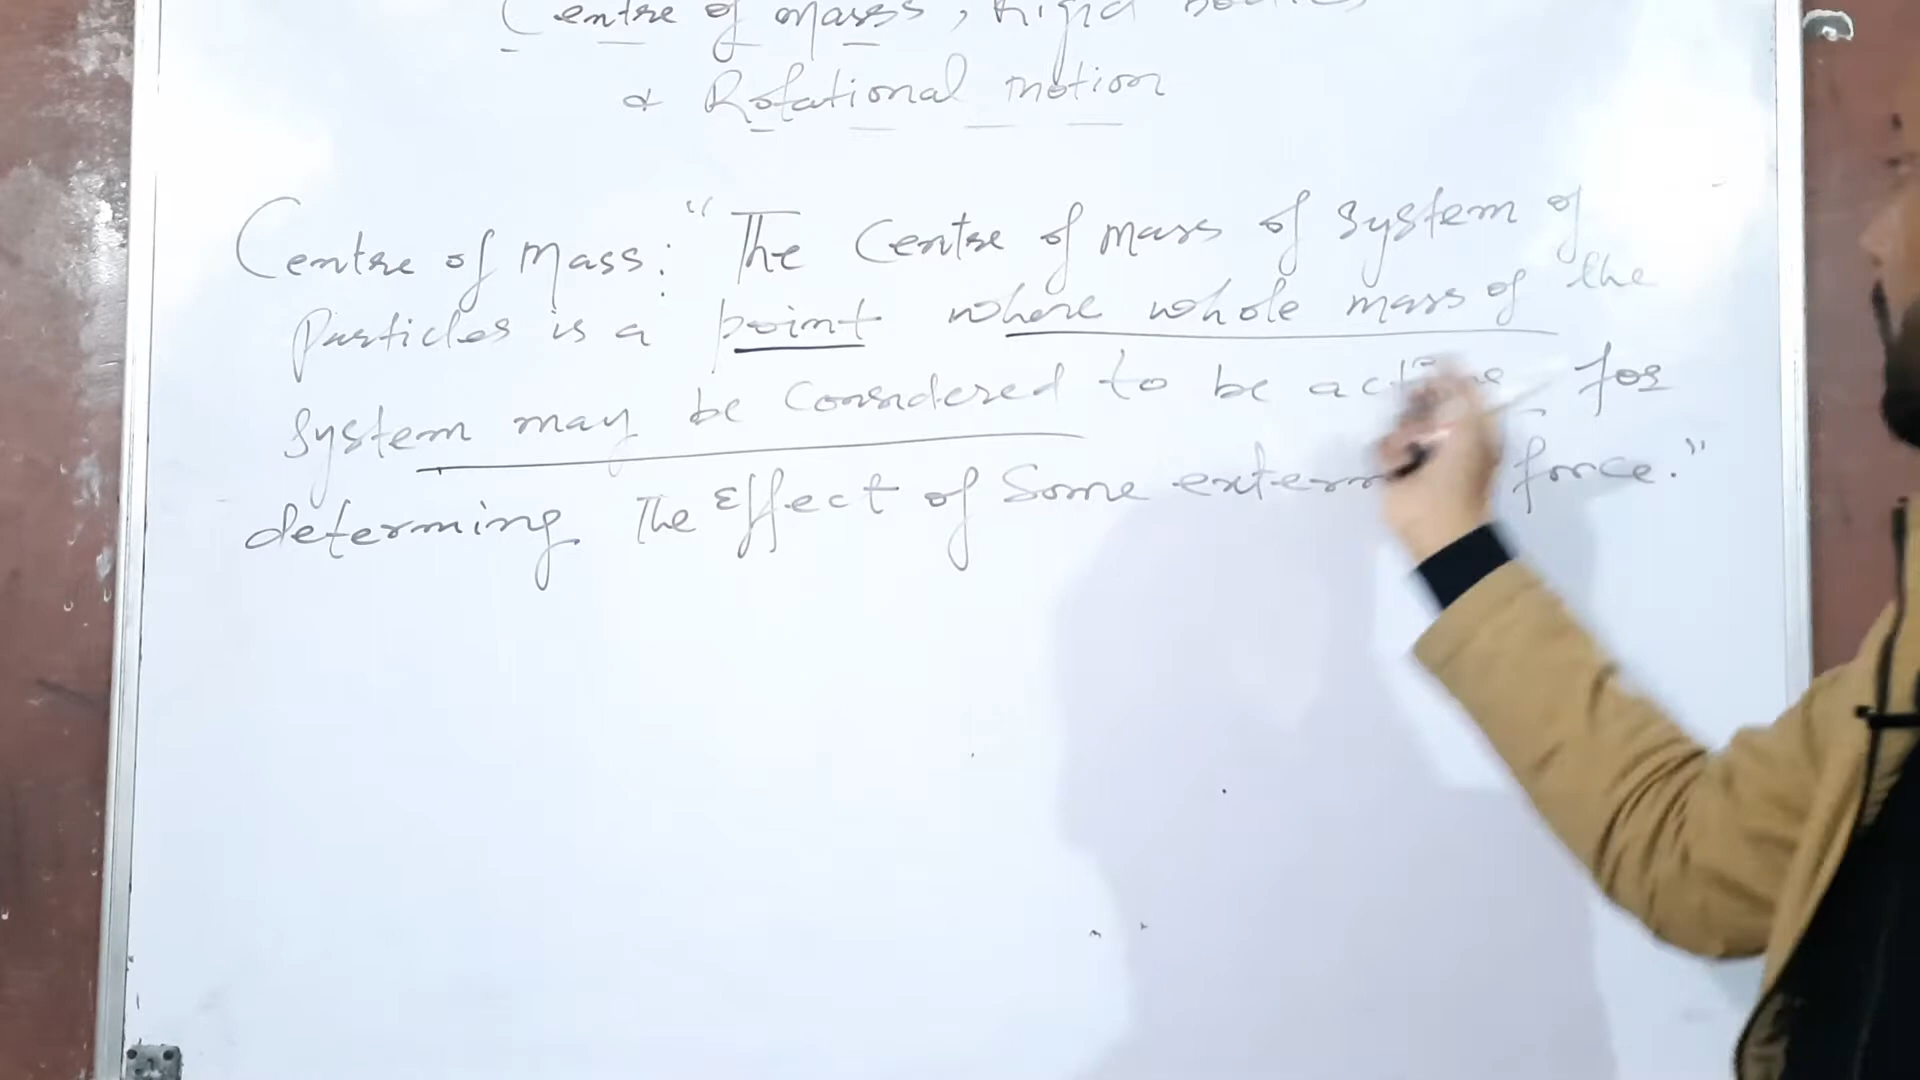 Centre of mass, Rigid
& Rotational motion
Centre of Mass: "The Centre of mass of System of
Particles is a point where whole mass of the
System may be Considered to be acting for
determing The Effect of Some external force."